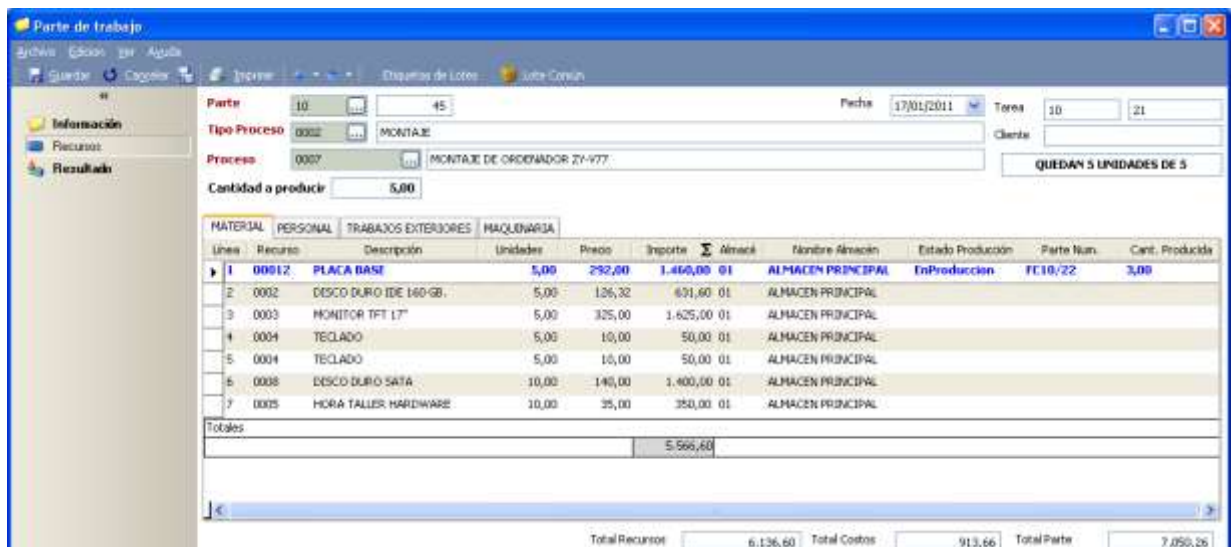 Parte de trabajo
Archivo Edicion Ver Ayuda
Guardar Cancelar Imprimir Etiquetas de Lotes Lote Común
«
Información
Recursos
Resultado
Parte 10 ... 45 Fecha 17/01/2011 Tarea 10 21
Tipo Proceso 0002 ... MONTAJE Cliente
Proceso 0007 ... MONTAJE DE ORDENADOR ZY-V77 QUEDAN 5 UNIDADES DE 5
Cantidad a producir 5,00
MATERIAL PERSONAL TRABAJOS EXTERIORES MAQUINARIA
Línea Recurso Descripción Unidades Precio Importe Σ Almacé Nombre Almacén Estado Producción Parte Num. Cant. Producida
1 00012 PLACA BASE 5,00 292,00 1.460,00 01 ALMACEN PRINCIPAL EnProduccion FC10/22 3,00
2 0002 DISCO DURO IDE 160 GB. 5,00 126,32 631,60 01 ALMACEN PRINCIPAL
3 0003 MONITOR TFT 17" 5,00 325,00 1.625,00 01 ALMACEN PRINCIPAL
4 0004 TECLADO 5,00 10,00 50,00 01 ALMACEN PRINCIPAL
5 0004 TECLADO 5,00 10,00 50,00 01 ALMACEN PRINCIPAL
6 0008 DISCO DURO SATA 10,00 140,00 1.400,00 01 ALMACEN PRINCIPAL
7 0005 HORA TALLER HARDWARE 10,00 35,00 350,00 01 ALMACEN PRINCIPAL
Totales
5.566,60
Total Recursos 6.136,60 Total Costos 913,66 Total Parte 7.050,26